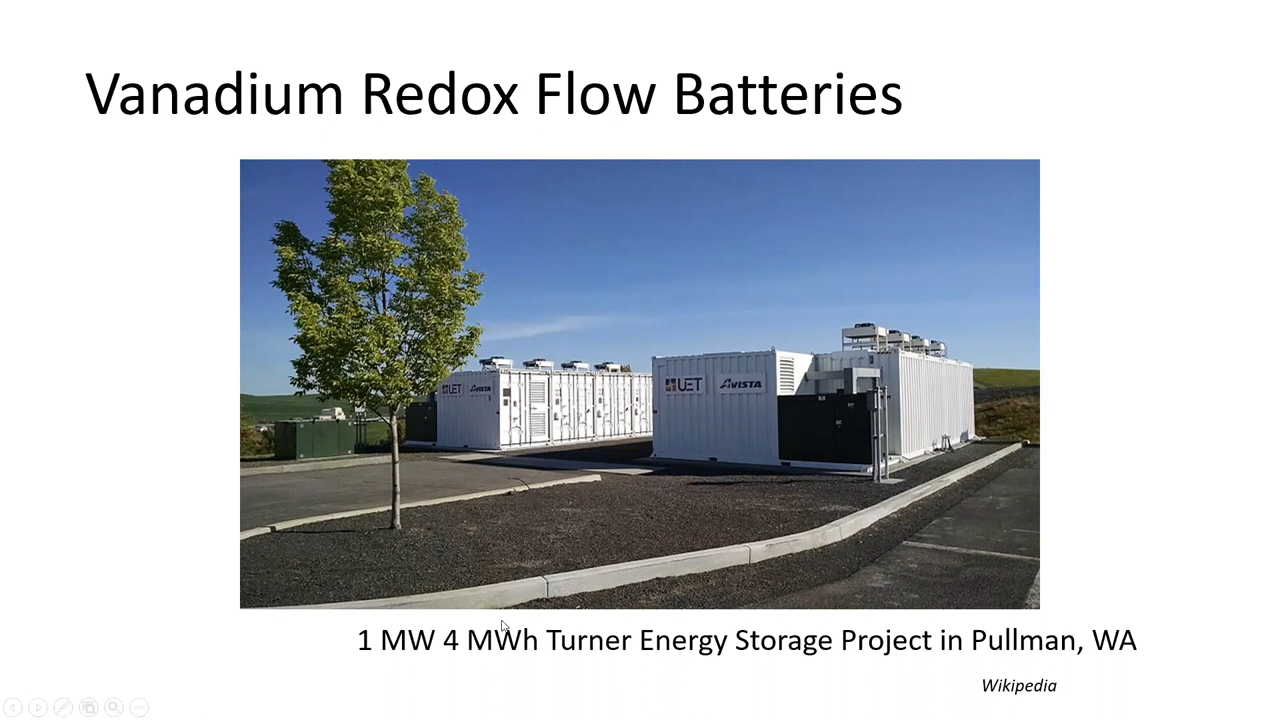 Vanadium Redox Flow Batteries
UET AVISTA
UET AVISTA
1 MW 4 MWh Turner Energy Storage Project in Pullman, WA
Wikipedia